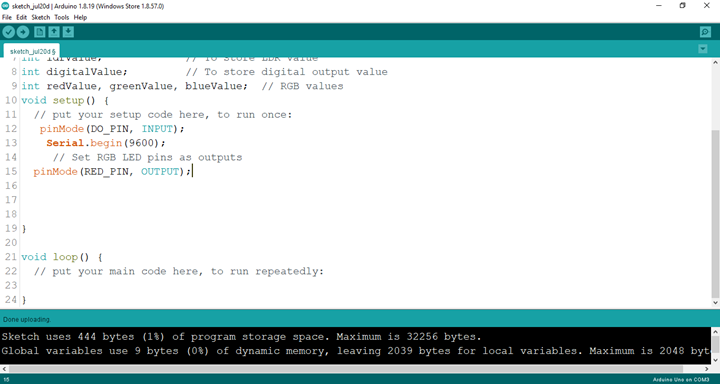 sketch_jul20d | Arduino 1.8.19 (Windows Store 1.8.57.0)
File Edit Sketch Tools Help
sketch_jul20d §
7 int ldrValue; // To store LDR value
8 int digitalValue; // To store digital output value
9 int redValue, greenValue, blueValue; // RGB values
10 void setup() {
11 // put your setup code here, to run once:
12 pinMode(DO_PIN, INPUT);
13 Serial.begin(9600);
14 // Set RGB LED pins as outputs
15 pinMode(RED_PIN, OUTPUT);
16
17
18
19 }
20
21 void loop() {
22 // put your main code here, to run repeatedly:
23
24 }
Done uploading.
Sketch uses 444 bytes (1%) of program storage space. Maximum is 32256 bytes.
Global variables use 9 bytes (0%) of dynamic memory, leaving 2039 bytes for local variables. Maximum is 2048 byt
15 Arduino Uno on COM3